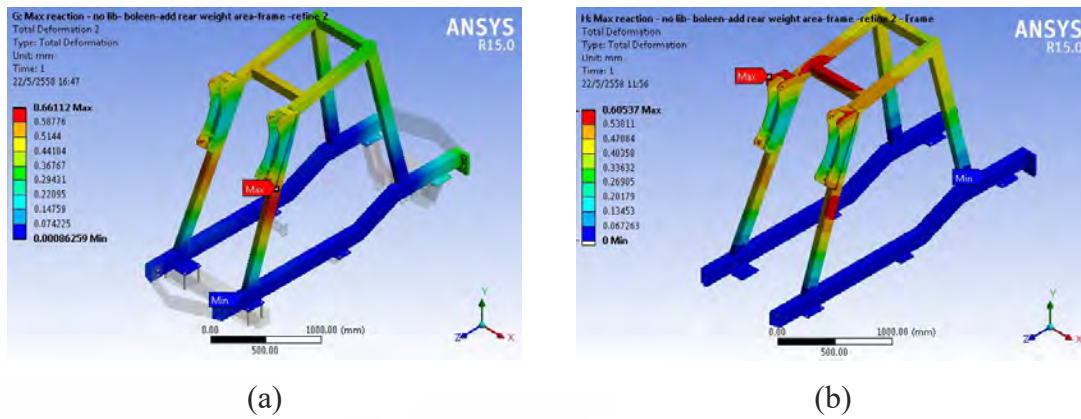 G: Max reaction - no lib- boleen-add rear weight area-frame -refine 2
Total Deformation 2
Type: Total Deformation
Unit: mm
Time: 1
22/5/2558 16:47
0.66112 Max
0.58776
0.5144
0.44104
0.36767
0.29431
0.22095
0.14759
0.074225
0.00086259 Min
ANSYS
R15.0
Max
Min
0.00
1000.00 (mm)
500.00
Y
Z
X
(a)
H: Max reaction - no lib- boleen-add rear weight area-frame -refine 2 - Frame
Total Deformation
Type: Total Deformation
Unit: mm
Time: 1
22/5/2558 11:56
0.60537 Max
0.53811
0.47084
0.40358
0.33632
0.26905
0.20179
0.13453
0.067263
0 Min
ANSYS
R15.0
Max
Min
0.00
1000.00 (mm)
500.00
Y
Z
X
(b)